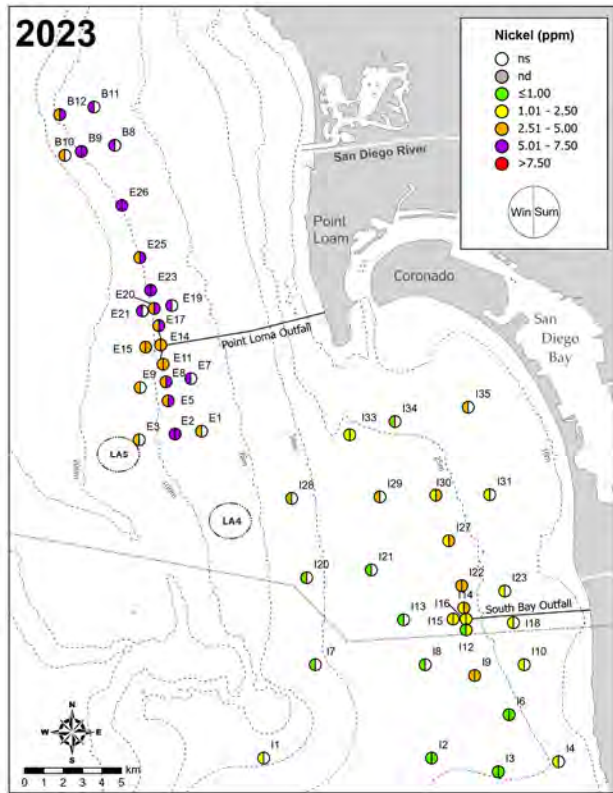 2023
Nickel (ppm)
ns
nd
≤1.00
1.01 - 2.50
2.51 - 5.00
5.01 - 7.50
>7.50
Win Sum
B12
B11
B10
B9
B8
E26
E25
E23
E20
E19
E21
E17
E14
E15
E11
E9
E8
E7
E5
E3
E2
E1
LA5
LA4
San Diego River
Point
Loam
Coronado
San
Diego
Bay
Point Loma Outfall
I35
I34
I33
I28
I29
I30
I31
I27
I20
I21
I22
I23
I14
I16
I13
I15
South Bay Outfall
I18
I12
I7
I8
I9
I10
I6
I1
I2
I3
I4
N
W
E
S
0 1 2 3 4 5 km